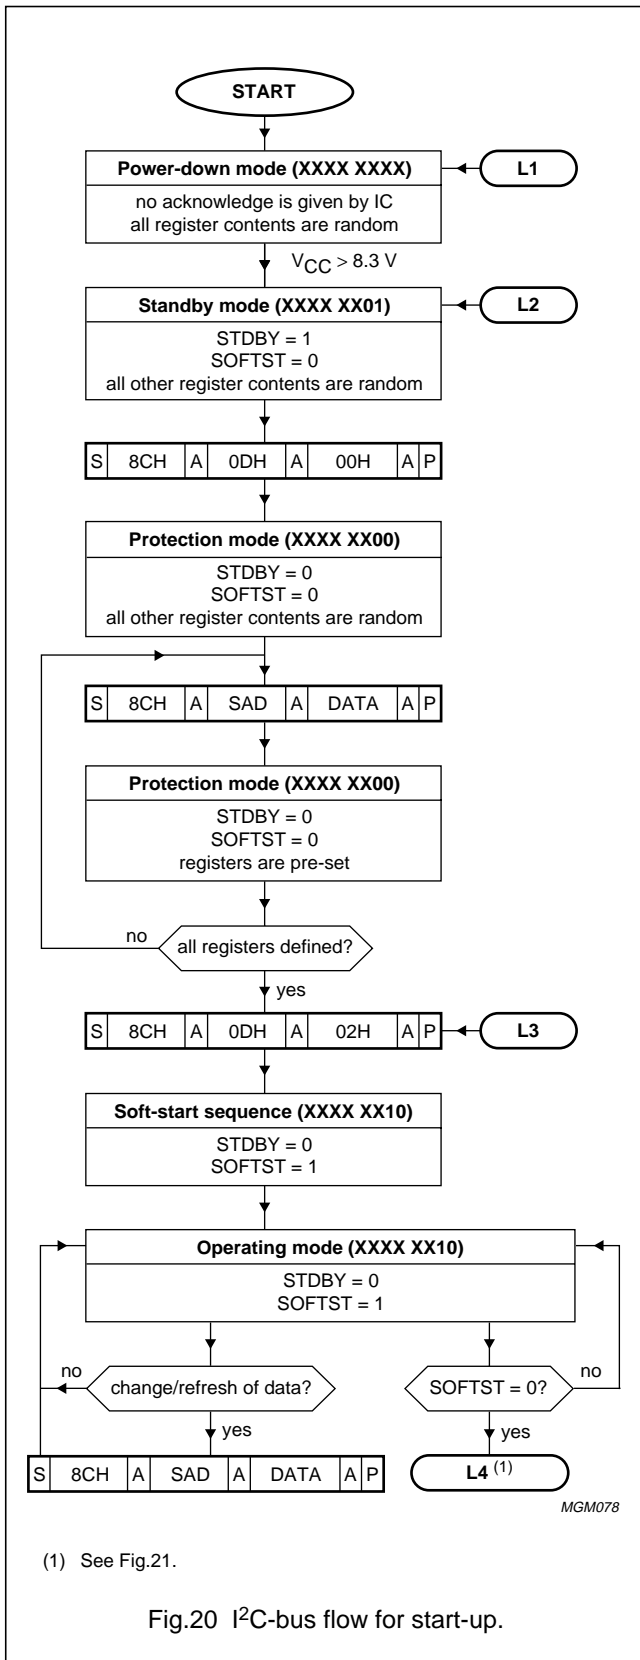 START
Power-down mode (XXXX XXXX)
L1
no acknowledge is given by IC
all register contents are random
VCC > 8.3 V
Standby mode (XXXX XX01)
L2
STDBY = 1
SOFTST = 0
all other register contents are random
S 8CH A 0DH A 00H A P
Protection mode (XXXX XX00)
STDBY = 0
SOFTST = 0
all other register contents are random
S 8CH A SAD A DATA A P
Protection mode (XXXX XX00)
STDBY = 0
SOFTST = 0
registers are pre-set
no
all registers defined?
yes
S 8CH A 0DH A 02H A P
L3
Soft-start sequence (XXXX XX10)
STDBY = 0
SOFTST = 1
Operating mode (XXXX XX10)
STDBY = 0
SOFTST = 1
no
change/refresh of data?
SOFTST = 0?
no
yes
yes
S 8CH A SAD A DATA A P
L4 (1)
MGM078
(1) See Fig.21.
Fig.20 I²C-bus flow for start-up.